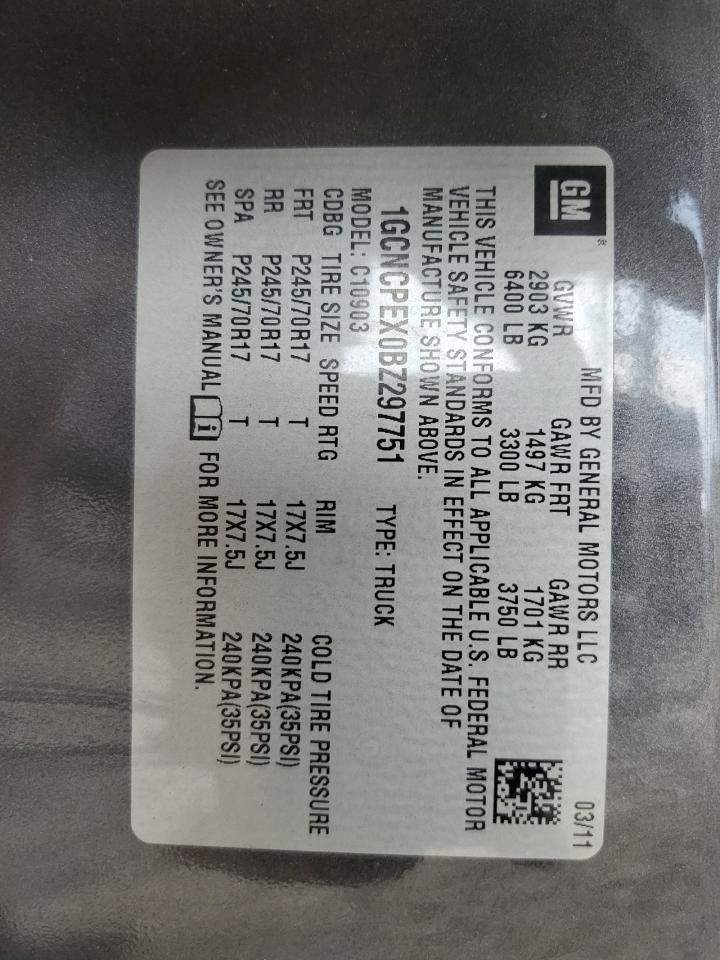 GM
MFD BY GENERAL MOTORS LLC 03/11
GVWR GAWR FRT GAWR RR
2903 KG 1497 KG 1701 KG
6400 LB 3300 LB 3750 LB
THIS VEHICLE CONFORMS TO ALL APPLICABLE U.S. FEDERAL MOTOR
VEHICLE SAFETY STANDARDS IN EFFECT ON THE DATE OF
MANUFACTURE SHOWN ABOVE.
1GCNCPEX0BZ297751 TYPE: TRUCK
MODEL: C10903
CDBG TIRE SIZE SPEED RTG RIM COLD TIRE PRESSURE
FRT P245/70R17 T 17X7.5J 240KPA(35PSI)
RR P245/70R17 T 17X7.5J 240KPA(35PSI)
SPA P245/70R17 T 17X7.5J 240KPA(35PSI)
SEE OWNER'S MANUAL i FOR MORE INFORMATION.